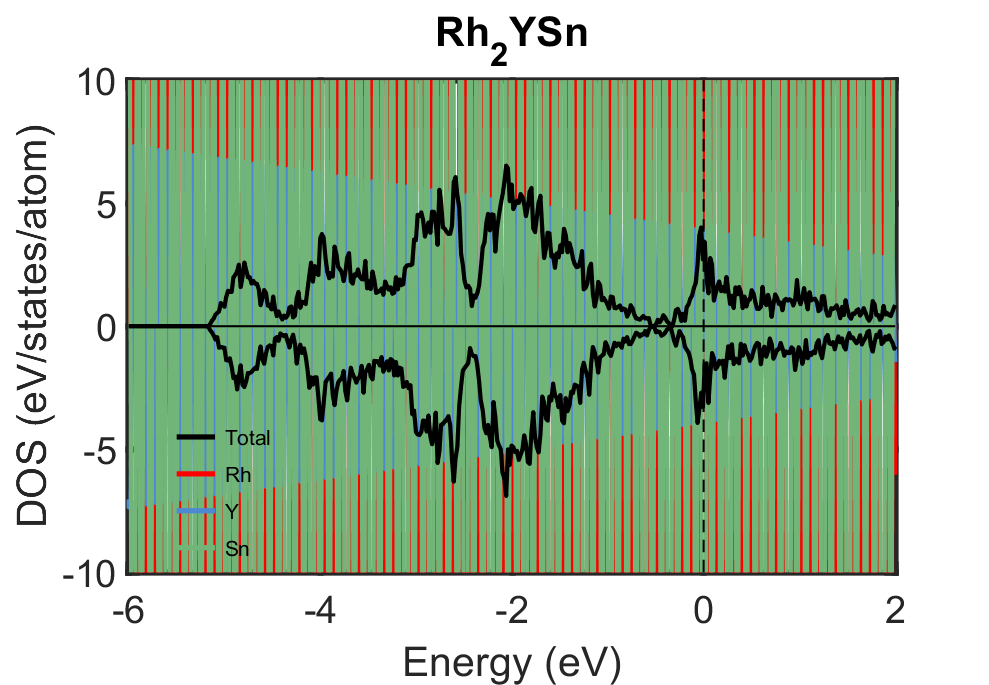 Rh₂YSn
DOS (eV/states/atom)
10
5
0
-5
-10
Total
Rh
Y
Sn
-6 -4 -2 0 2
Energy (eV)